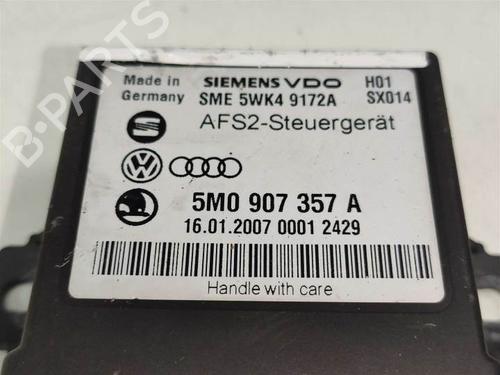 Made in
Germany
SIEMENS VDO
SME 5WK4 9172A
H01
SX014
AFS2-Steuergerät
5M0 907 357 A
16.01.2007 0001 2429
Handle with care
B-PARTS